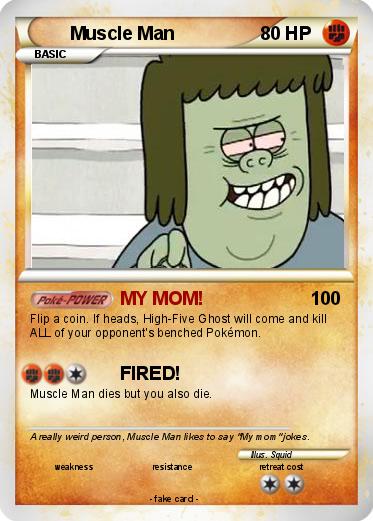 Muscle Man 80 HP
BASIC
Poké-POWER MY MOM! 100
Flip a coin. If heads, High-Five Ghost will come and kill
ALL of your opponent's benched Pokémon.
FIRED!
Muscle Man dies but you also die.
A really weird person, Muscle Man likes to say "My mom "jokes.
Illus. Squid
weakness resistance retreat cost
- fake card -